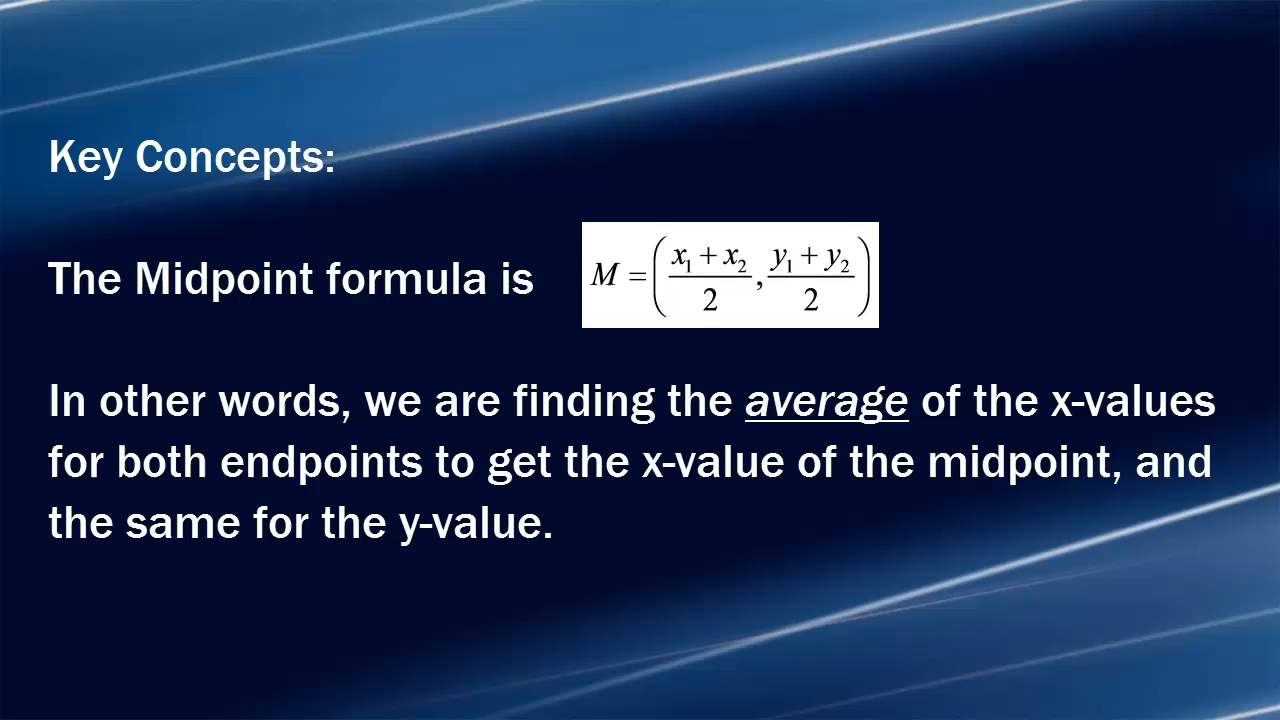 Key Concepts:
The Midpoint formula is M = ( (x₁ + x₂)/2 , (y₁ + y₂)/2 )
In other words, we are finding the average of the x-values
for both endpoints to get the x-value of the midpoint, and
the same for the y-value.